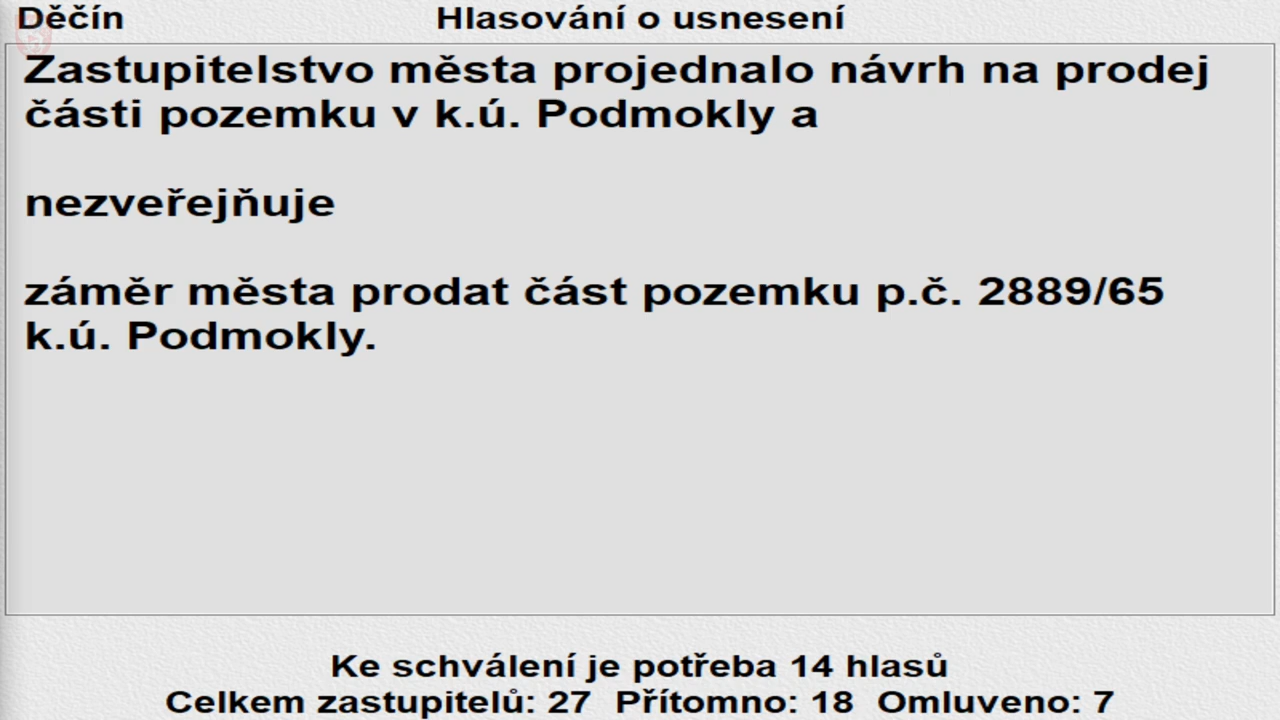 Děčín
Hlasování o usnesení
Zastupitelstvo města projednalo návrh na prodej
části pozemku v k.ú. Podmokly a
nezveřejňuje
záměr města prodat část pozemku p.č. 2889/65
k.ú. Podmokly.
Ke schválení je potřeba 14 hlasů
Celkem zastupitelů: 27 Přítomno: 18 Omluveno: 7